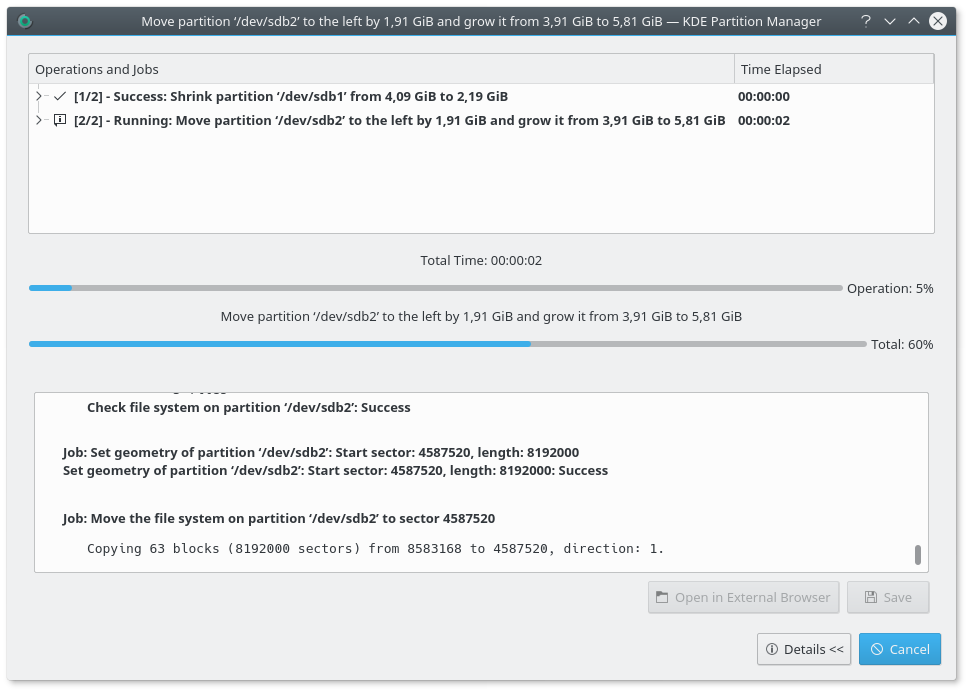 Move partition ‘/dev/sdb2’ to the left by 1,91 GiB and grow it from 3,91 GiB to 5,81 GiB — KDE Partition Manager
Operations and Jobs Time Elapsed
[1/2] - Success: Shrink partition ‘/dev/sdb1’ from 4,09 GiB to 2,19 GiB 00:00:00
[2/2] - Running: Move partition ‘/dev/sdb2’ to the left by 1,91 GiB and grow it from 3,91 GiB to 5,81 GiB 00:00:02
Total Time: 00:00:02
Operation: 5%
Move partition ‘/dev/sdb2’ to the left by 1,91 GiB and grow it from 3,91 GiB to 5,81 GiB
Total: 60%
Check file system on partition ‘/dev/sdb2’: Success
Job: Set geometry of partition ‘/dev/sdb2’: Start sector: 4587520, length: 8192000
Set geometry of partition ‘/dev/sdb2’: Start sector: 4587520, length: 8192000: Success
Job: Move the file system on partition ‘/dev/sdb2’ to sector 4587520
Copying 63 blocks (8192000 sectors) from 8583168 to 4587520, direction: 1.
Open in External Browser Save
Details << Cancel